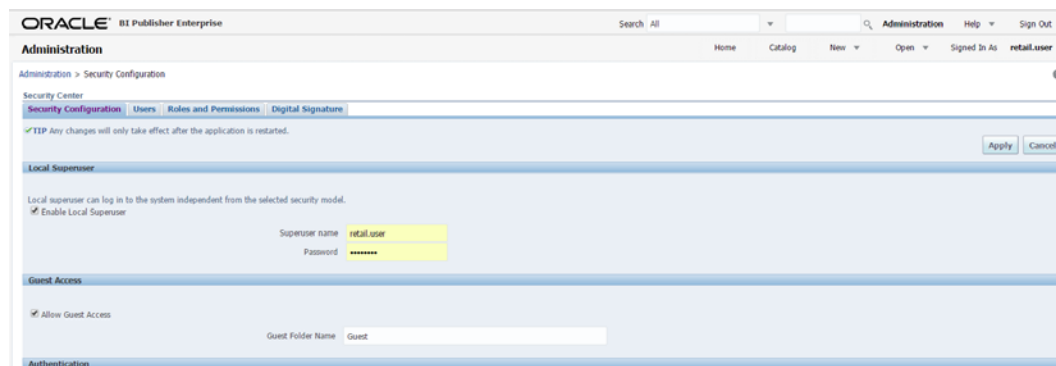 ORACLE BI Publisher Enterprise Search All Administration Help Sign Out
Administration Home Catalog New Open Signed In As retail.user
Administration > Security Configuration
Security Center
Security Configuration Users Roles and Permissions Digital Signature
TIP Any changes will only take effect after the application is restarted.
Apply Cancel
Local Superuser
Local superuser can log in to the system independent from the selected security model.
Enable Local Superuser
Superuser name retail.user
Password ••••••••
Guest Access
Allow Guest Access
Guest Folder Name Guest
Authentication